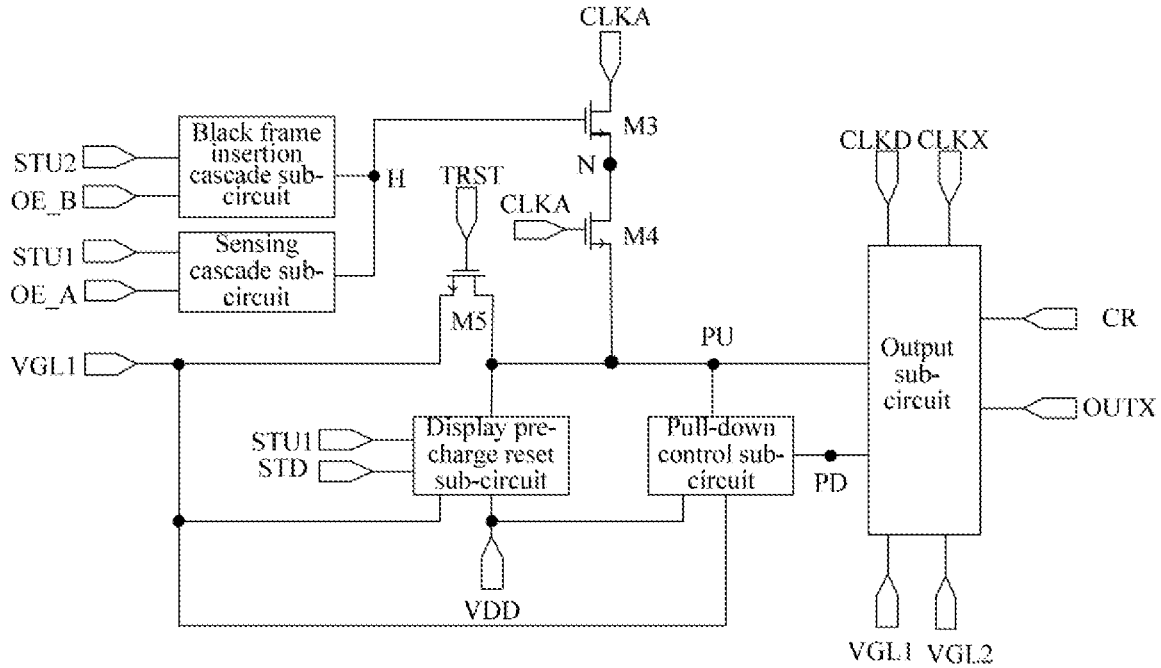 CLKA
M3
Black frame
insertion
cascade sub-
circuit
STU2
OE_B
H
N
TRST
CLKA
M4
CLKD
CLKX
STU1
OE_A
Sensing
cascade sub-
circuit
M5
VGL1
PU
Output
sub-
circuit
CR
OUTX
STU1
STD
Display pre-
charge reset
sub-circuit
Pull-down
control sub-
circuit
PD
VDD
VGL1
VGL2